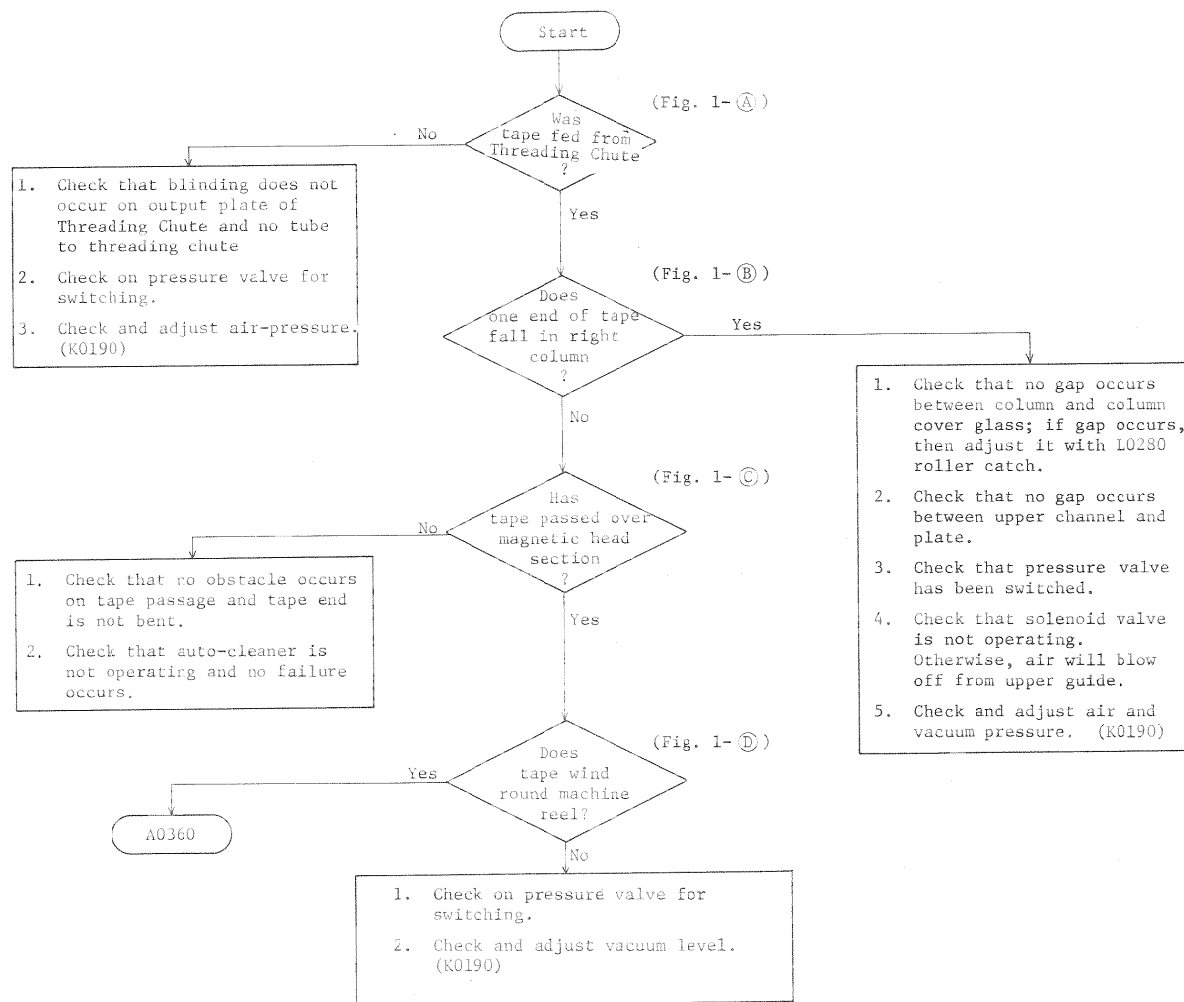 Start
(Fig. 1-Ⓐ)
Was
tape fed from
Threading Chute
?
No
1. Check that blinding does not
occur on output plate of
Threading Chute and no tube
to threading chute
2. Check on pressure valve for
switching.
3. Check and adjust air-pressure.
(K0190)
Yes
(Fig. 1-Ⓑ)
Does
one end of tape
fall in right
column
?
Yes
1. Check that no gap occurs
between column and column
cover glass; if gap occurs,
then adjust it with L0280
roller catch.
2. Check that no gap occurs
between upper channel and
plate.
3. Check that pressure valve
has been switched.
4. Check that solenoid valve
is not operating.
Otherwise, air will blow
off from upper guide.
5. Check and adjust air and
vacuum pressure. (K0190)
No
(Fig. 1-Ⓒ)
Has
tape passed over
magnetic head
section
?
No
1. Check that no obstacle occurs
on tape passage and tape end
is not bent.
2. Check that auto-cleaner is
not operating and no failure
occurs.
Yes
(Fig. 1-Ⓓ)
Does
tape wind
round machine
reel?
Yes
A0360
No
1. Check on pressure valve for
switching.
2. Check and adjust vacuum level.
(K0190)